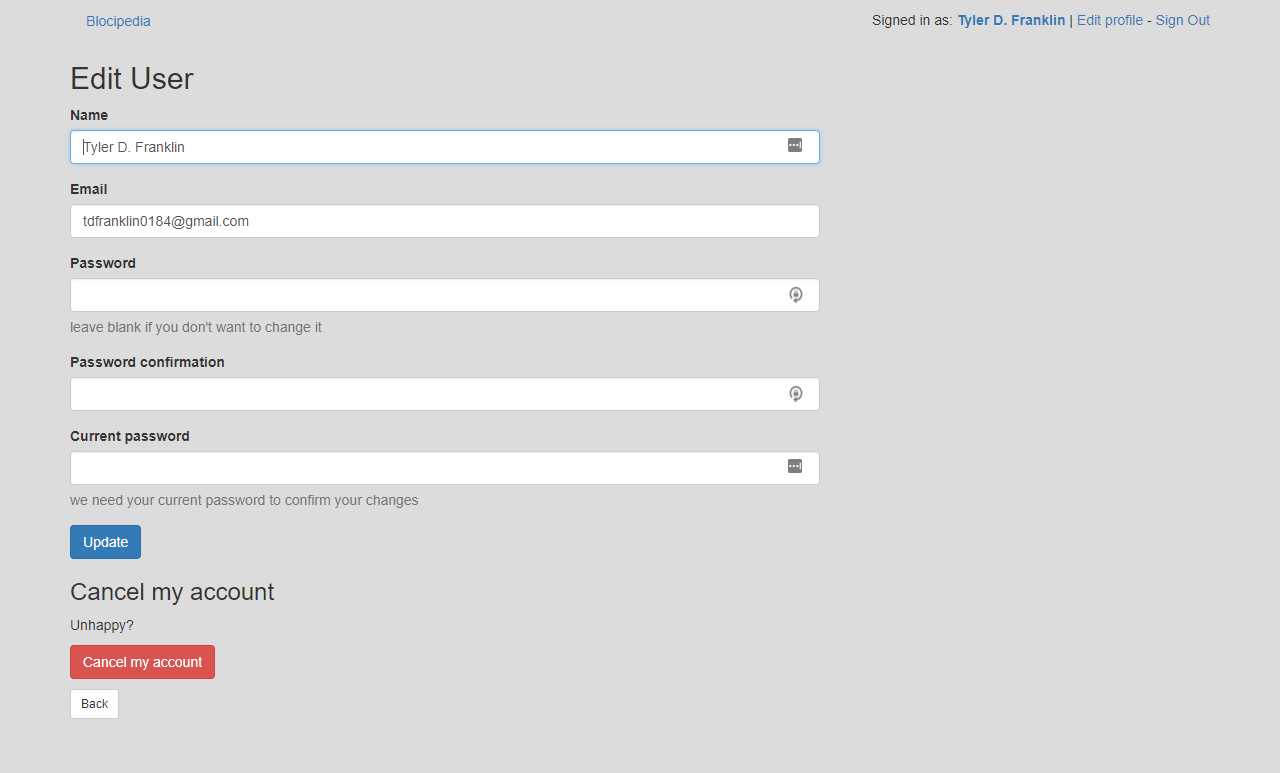 Blocipedia
Signed in as: Tyler D. Franklin | Edit profile - Sign Out
Edit User
Name
Tyler D. Franklin
Email
tdfranklin0184@gmail.com
Password
leave blank if you don't want to change it
Password confirmation
Current password
we need your current password to confirm your changes
Update
Cancel my account
Unhappy?
Cancel my account
Back